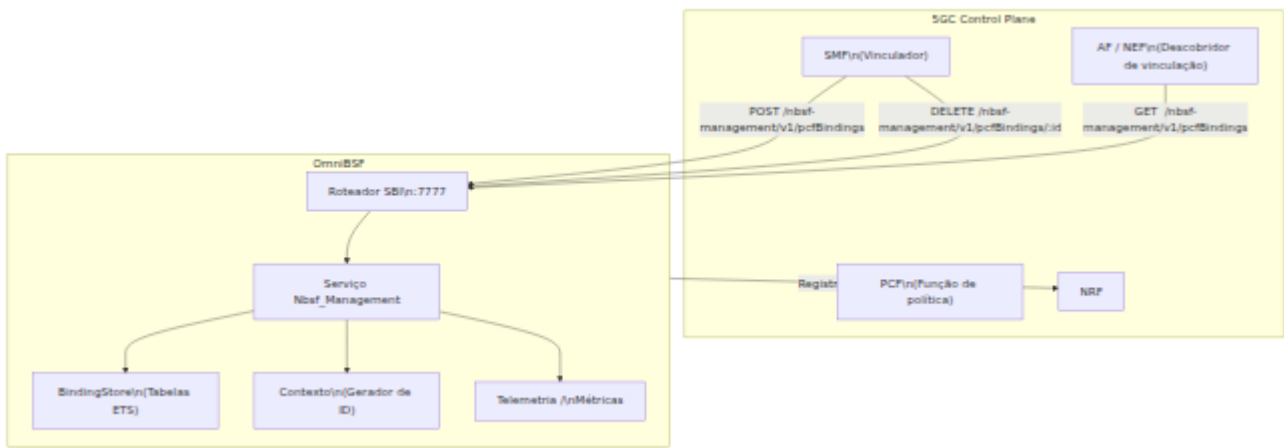 5GC Control Plane
SMF\n(Vinculador)
AF / NEF\n(Descobridor
de vinculação)
POST /nbsf-
management/v1/pcfBindings
DELETE /nbsf-
management/v1/pcfBindings/:id
GET /nbsf-
management/v1/pcfBindings
OmniBSF
Roteador SBI\n:7777
Serviço
Nbsf_Management
Registr
PCF\n(Função de
política)
NRF
BindingStore\n(Tabelas
ETS)
Contexto\n(Gerador de
ID)
Telemetria /\nMétricas